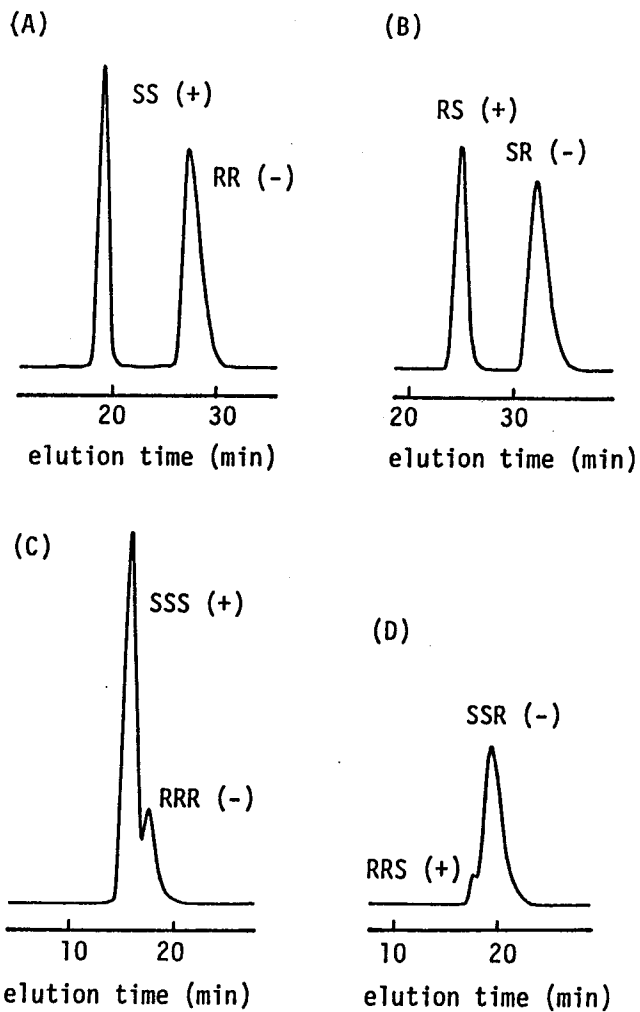 (A)
SS (+)
RR (-)
20 30
elution time (min)
(B)
RS (+)
SR (-)
20 30
elution time (min)
(C)
SSS (+)
RRR (-)
10 20
elution time (min)
(D)
SSR (-)
RRS (+)
10 20
elution time (min)